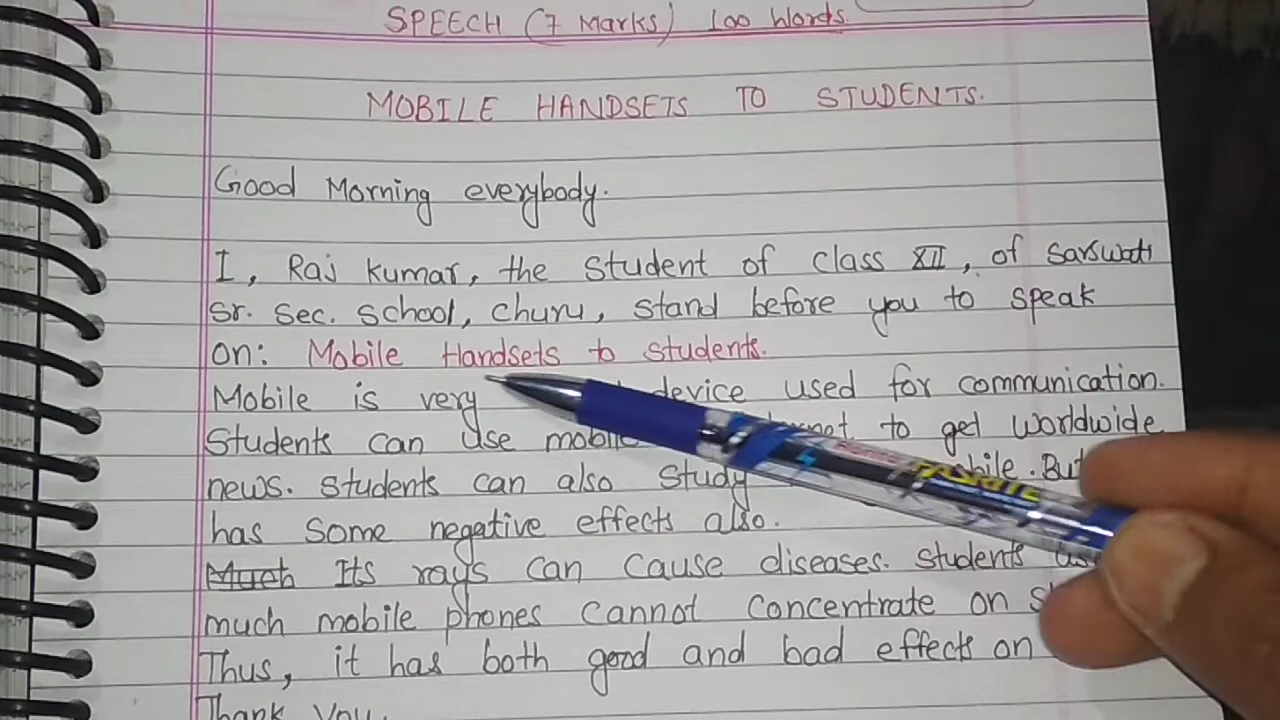 SPEECH (7 Marks) 100 Words.
MOBILE HANDSETS TO STUDENTS.
Good Morning everybody.
I, Raj Kumar, the student of class XII, of Sarswati
Sr. Sec. School, Churu, stand before you to speak
on: Mobile Handsets to students.
Mobile is very device used for communication.
Students can use mobile to get worldwide
news. Students can also study But
has some negative effects also.
Much Its rays can cause diseases. Students
much mobile phones cannot concentrate on
Thus, it has both good and bad effects on
Thank You.